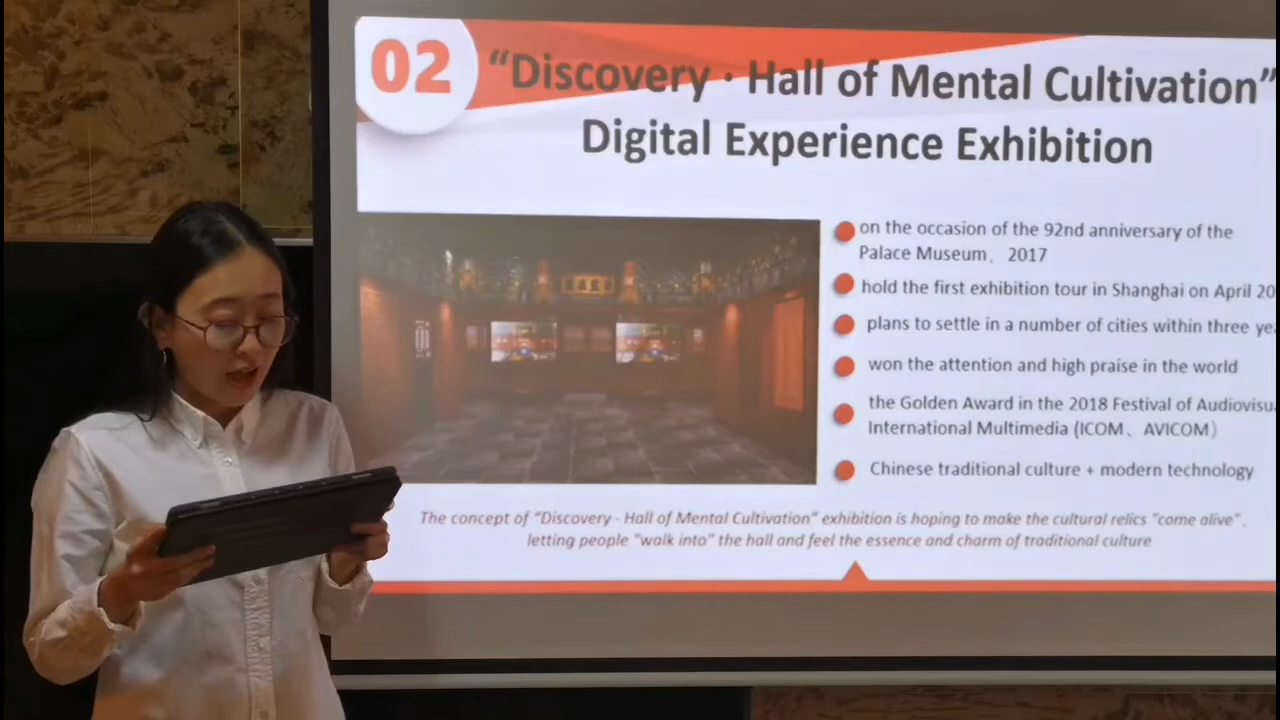 02
“Discovery · Hall of Mental Cultivation”
Digital Experience Exhibition
on the occasion of the 92nd anniversary of the
Palace Museum、2017
hold the first exhibition tour in Shanghai on April 20
plans to settle in a number of cities within three
won the attention and high praise in the world
the Golden Award in the 2018 Festival of
International Multimedia (ICOM、AVICOM）
Chinese traditional culture + modern technology
The concept of “Discovery - Hall of Mental Cultivation” exhibition is hoping to make the cultural relics "come alive",
letting people "walk into" the hall and feel the essence and charm of traditional culture